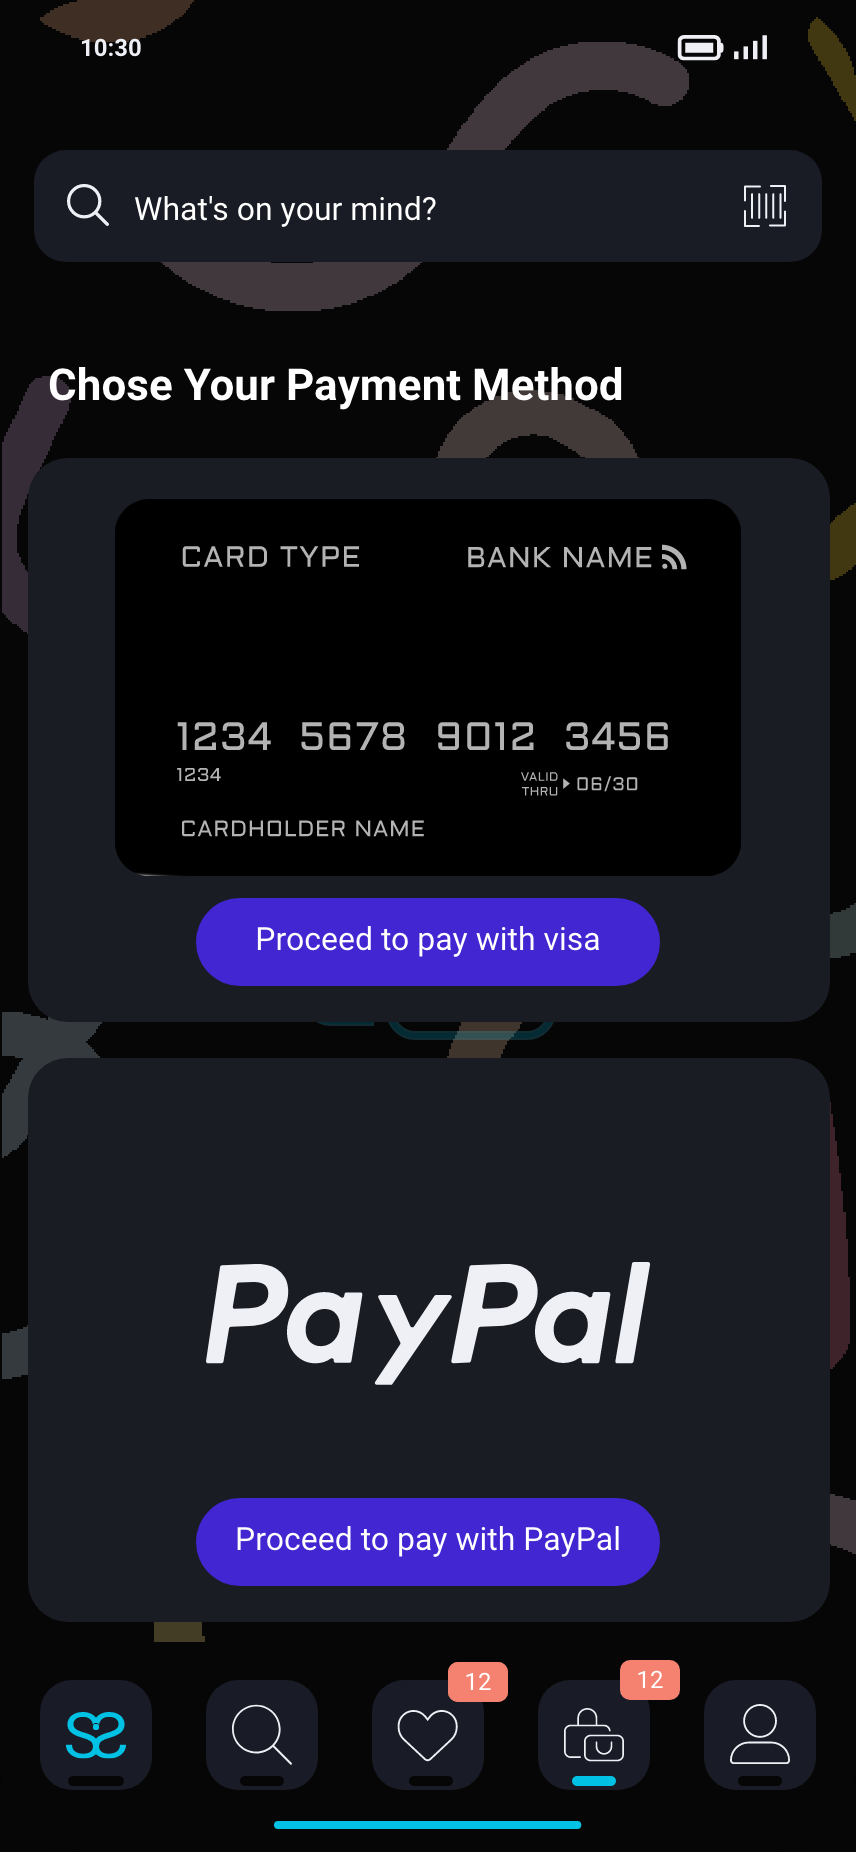 10:30
What's on your mind?
Chose Your Payment Method
CARD TYPE BANK NAME
1234 5678 9012 3456
1234
VALID THRU 06/30
CARDHOLDER NAME
Proceed to pay with visa
PayPal
Proceed to pay with PayPal
12 12